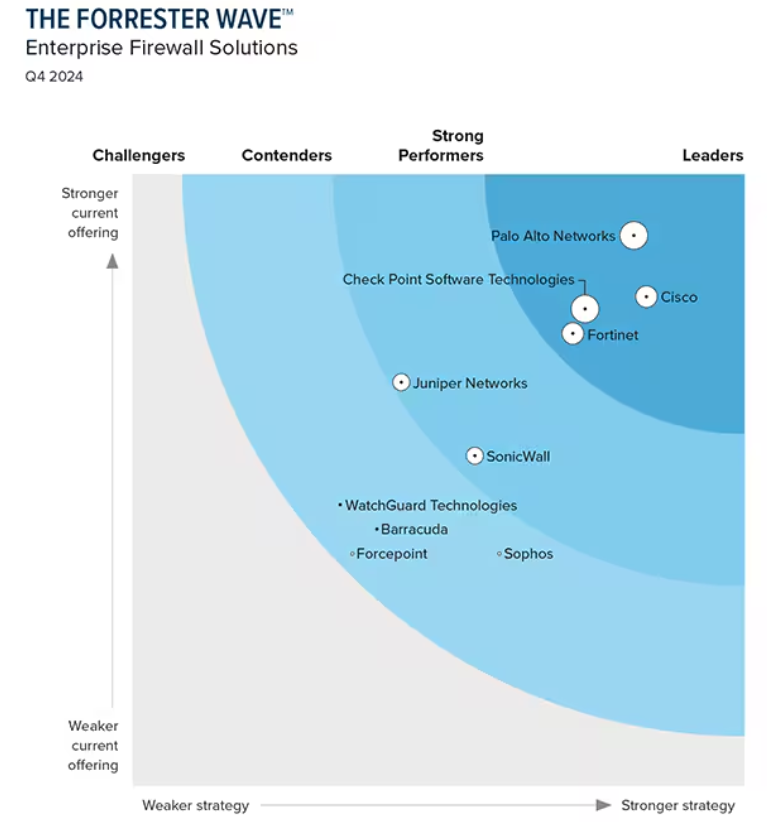 THE FORRESTER WAVE™
Enterprise Firewall Solutions
Q4 2024
Challengers
Contenders
Strong
Performers
Leaders
Stronger
current
offering
Palo Alto Networks
Check Point Software Technologies
Cisco
Fortinet
Juniper Networks
SonicWall
WatchGuard Technologies
Barracuda
Forcepoint
Sophos
Weaker
current
offering
Weaker strategy
Stronger strategy